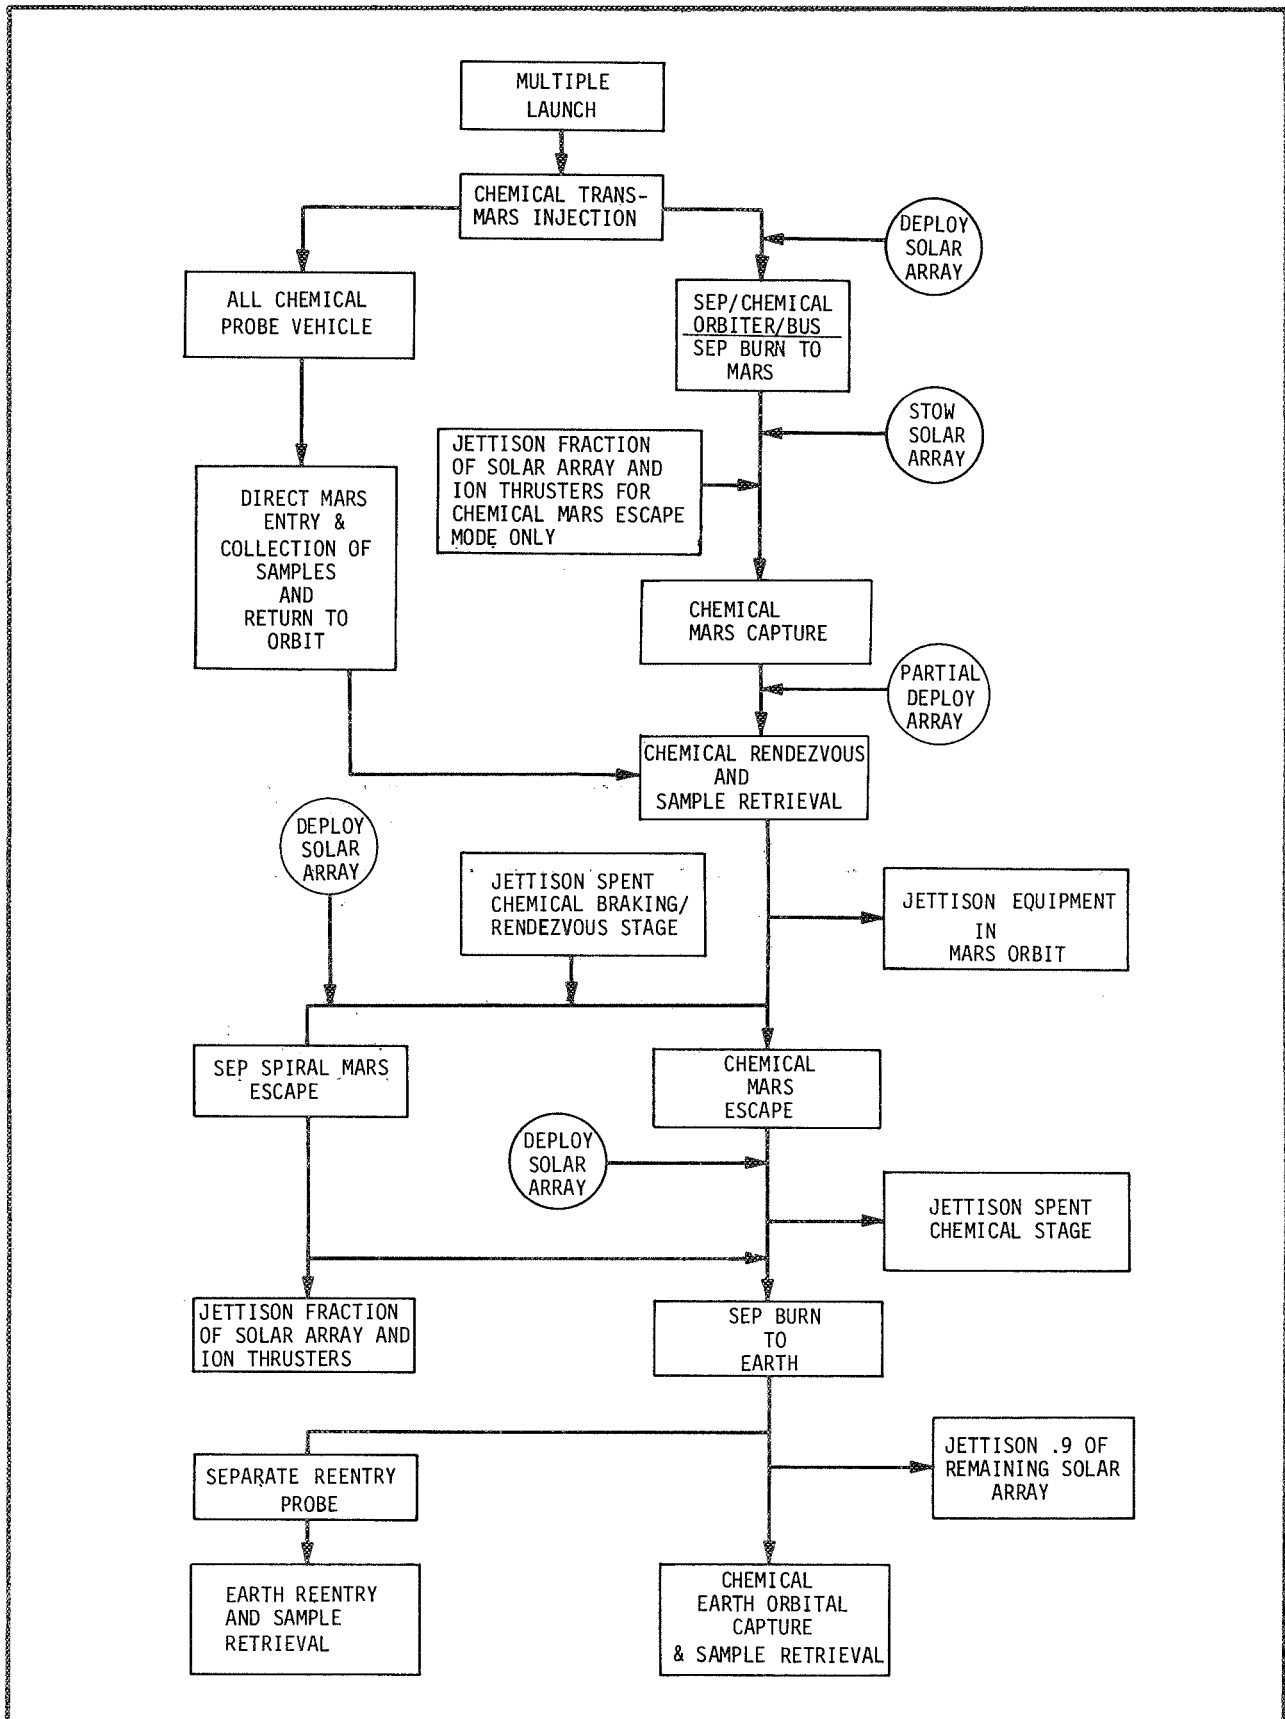 MULTIPLE
LAUNCH
CHEMICAL TRANS-
MARS INJECTION
DEPLOY
SOLAR
ARRAY
ALL CHEMICAL
PROBE VEHICLE
SEP/CHEMICAL
ORBITER/BUS
SEP BURN TO
MARS
STOW
SOLAR
ARRAY
JETTISON FRACTION
OF SOLAR ARRAY AND
ION THRUSTERS FOR
CHEMICAL MARS ESCAPE
MODE ONLY
DIRECT MARS
ENTRY &
COLLECTION OF
SAMPLES
AND
RETURN TO
ORBIT
CHEMICAL
MARS CAPTURE
PARTIAL
DEPLOY
ARRAY
CHEMICAL RENDEZVOUS
AND
SAMPLE RETRIEVAL
DEPLOY
SOLAR
ARRAY
JETTISON SPENT
CHEMICAL BRAKING/
RENDEZVOUS STAGE
JETTISON EQUIPMENT
IN
MARS ORBIT
SEP SPIRAL MARS
ESCAPE
CHEMICAL
MARS
ESCAPE
DEPLOY
SOLAR
ARRAY
JETTISON SPENT
CHEMICAL STAGE
JETTISON FRACTION
OF SOLAR ARRAY AND
ION THRUSTERS
SEP BURN
TO
EARTH
JETTISON .9 OF
REMAINING SOLAR
ARRAY
SEPARATE REENTRY
PROBE
EARTH REENTRY
AND SAMPLE
RETRIEVAL
CHEMICAL
EARTH ORBITAL
CAPTURE
& SAMPLE RETRIEVAL